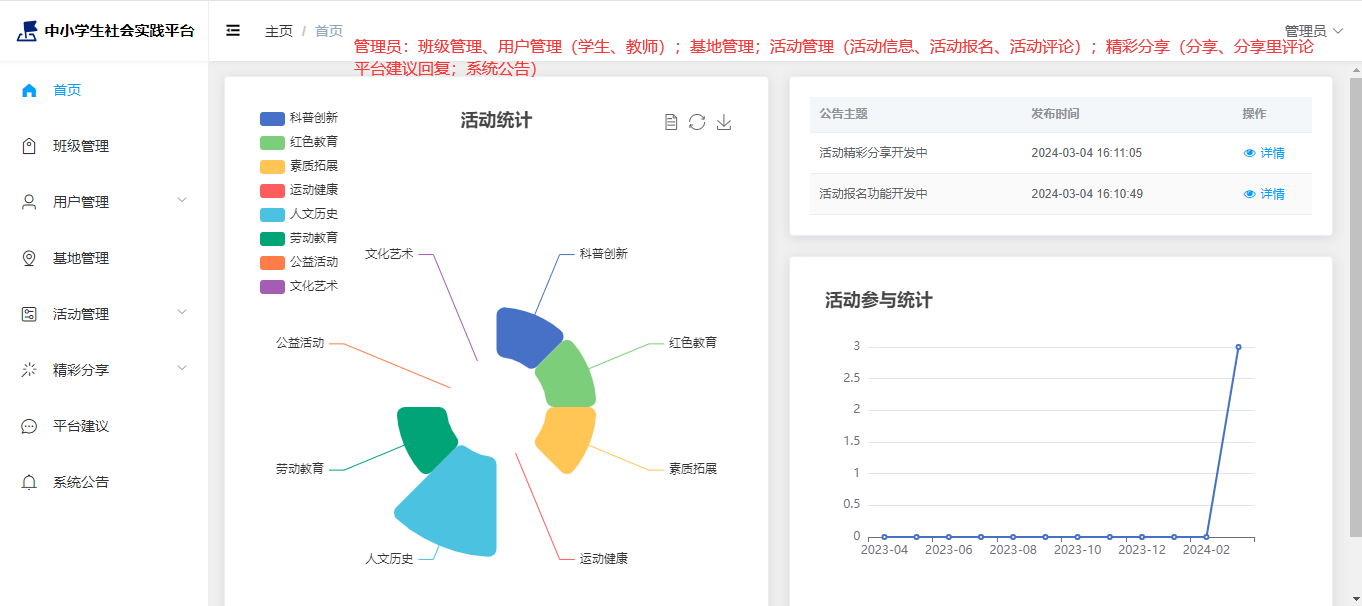 中小学生社会实践平台
主页 / 首页
管理员
管理员：班级管理、用户管理（学生、教师）；基地管理；活动管理（活动信息、活动报名、活动评论）；精彩分享（分享、分享里评论
平台建议回复；系统公告）
首页
班级管理
用户管理
基地管理
活动管理
精彩分享
平台建议
系统公告
活动统计
科普创新
红色教育
素质拓展
运动健康
人文历史
劳动教育
公益活动
文化艺术
文化艺术
科普创新
公益活动
红色教育
劳动教育
素质拓展
人文历史
运动健康
公告主题 发布时间 操作
活动精彩分享开发中 2024-03-04 16:11:05 详情
活动报名功能开发中 2024-03-04 16:10:49 详情
活动参与统计
3
2.5
2
1.5
1
0.5
0
2023-04 2023-06 2023-08 2023-10 2023-12 2024-02